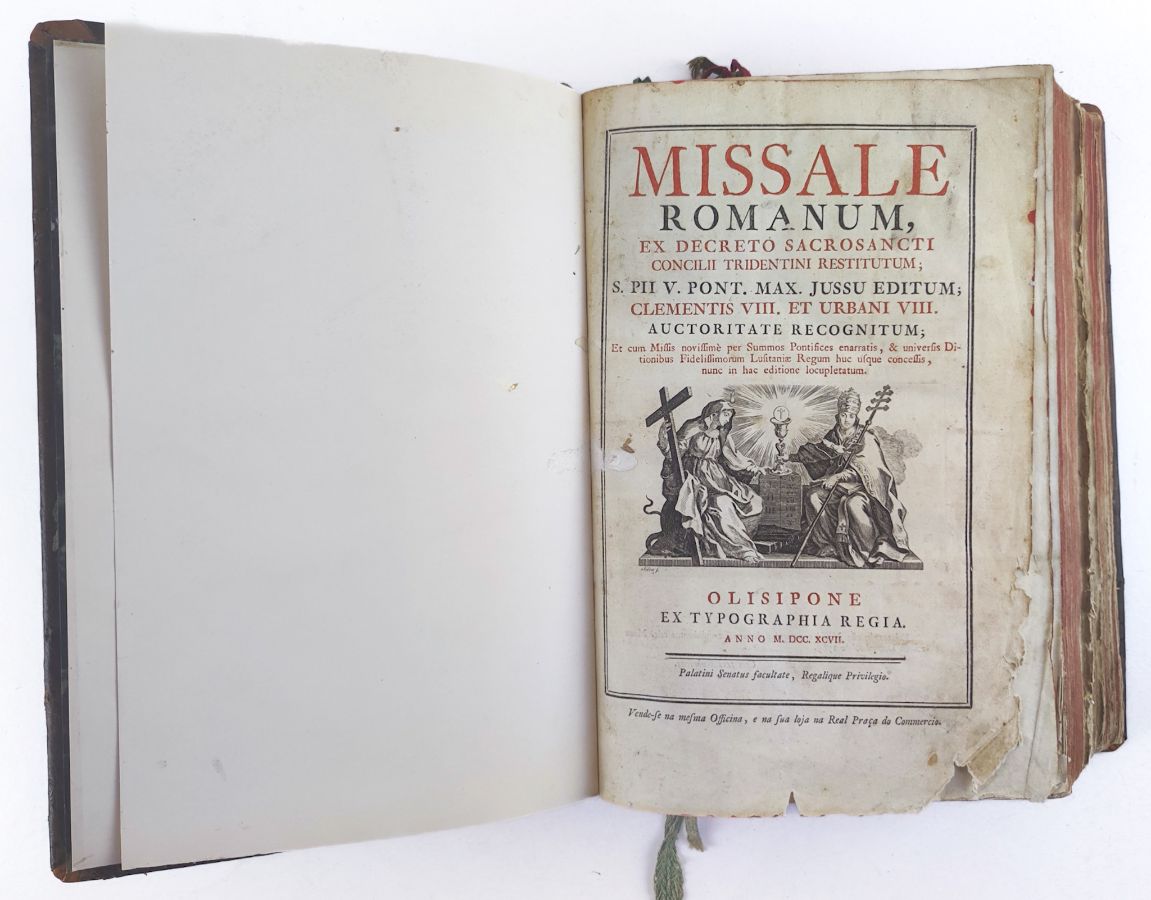 MISSALE
ROMANUM,
EX DECRETO SACROSANCTI
CONCILII TRIDENTINI RESTITUTUM;
S. PII V. PONT. MAX. JUSSU EDITUM;
CLEMENTIS VIII. ET URBANI VIII.
AUCTORITATE RECOGNITUM;
Et cum Missis novissimè per Summos Pontifices enarratis, & universis Di-
tionibus Fidelissimorum Lusitaniæ Regum huc usque concessis,
nunc in hac editione locupletatum.
OLISIPONE
EX TYPOGRAPHIA REGIA.
ANNO M. DCC. XCVII.
Palatini Senatus facultate, Regalique Privilegio.
Vende-se na mesma Officina, e na sua loja na Real Praça do Commercio.